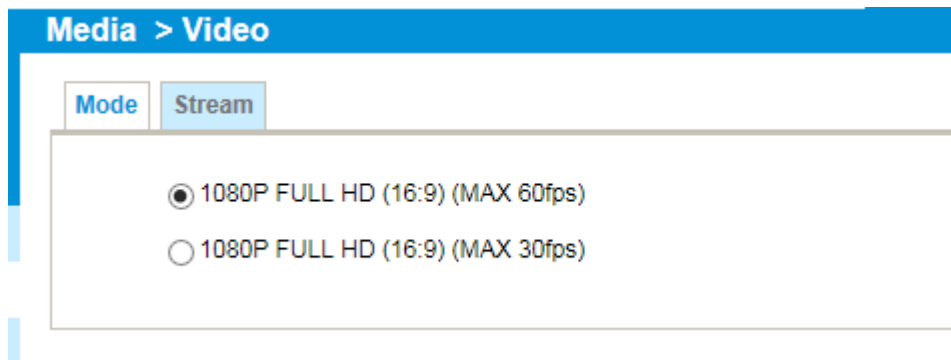 Media > Video
Mode Stream
1080P FULL HD (16:9) (MAX 60fps)
1080P FULL HD (16:9) (MAX 30fps)